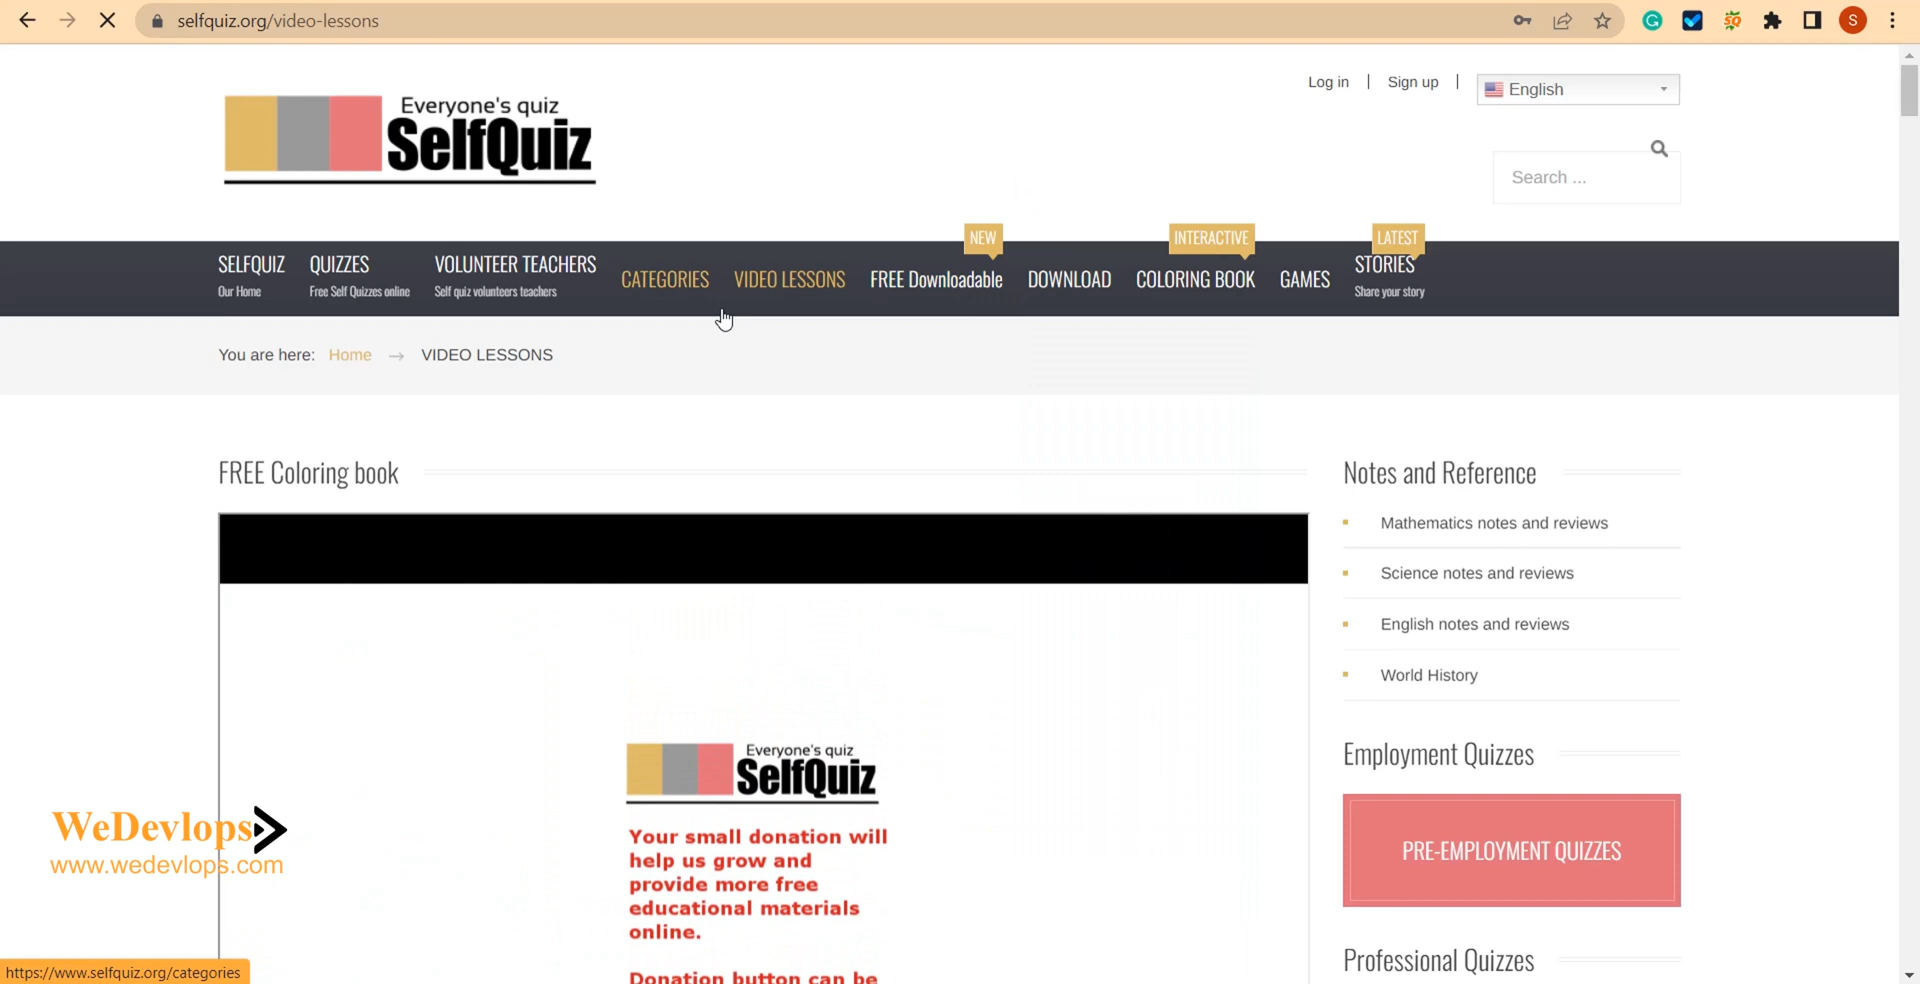 selfquiz.org/video-lessons
S
Log in | Sign up |
English
Everyone's quiz
SelfQuiz
Search ...
NEW
INTERACTIVE
LATEST
SELFQUIZ
QUIZZES
VOLUNTEER TEACHERS
CATEGORIES
VIDEO LESSONS
FREE Downloadable
DOWNLOAD
COLORING BOOK
GAMES
STORIES
Our Home
Free Self Quizzes online
Self quiz volunteers teachers
Share your story
You are here: Home → VIDEO LESSONS
FREE Coloring book
Notes and Reference
Mathematics notes and reviews
Science notes and reviews
English notes and reviews
World History
Employment Quizzes
PRE-EMPLOYMENT QUIZZES
Professional Quizzes
Everyone's quiz
SelfQuiz
Your small donation will
help us grow and
provide more free
educational materials
online.
Donation button can be
WeDevlops
www.wedevlops.com
https://www.selfquiz.org/categories